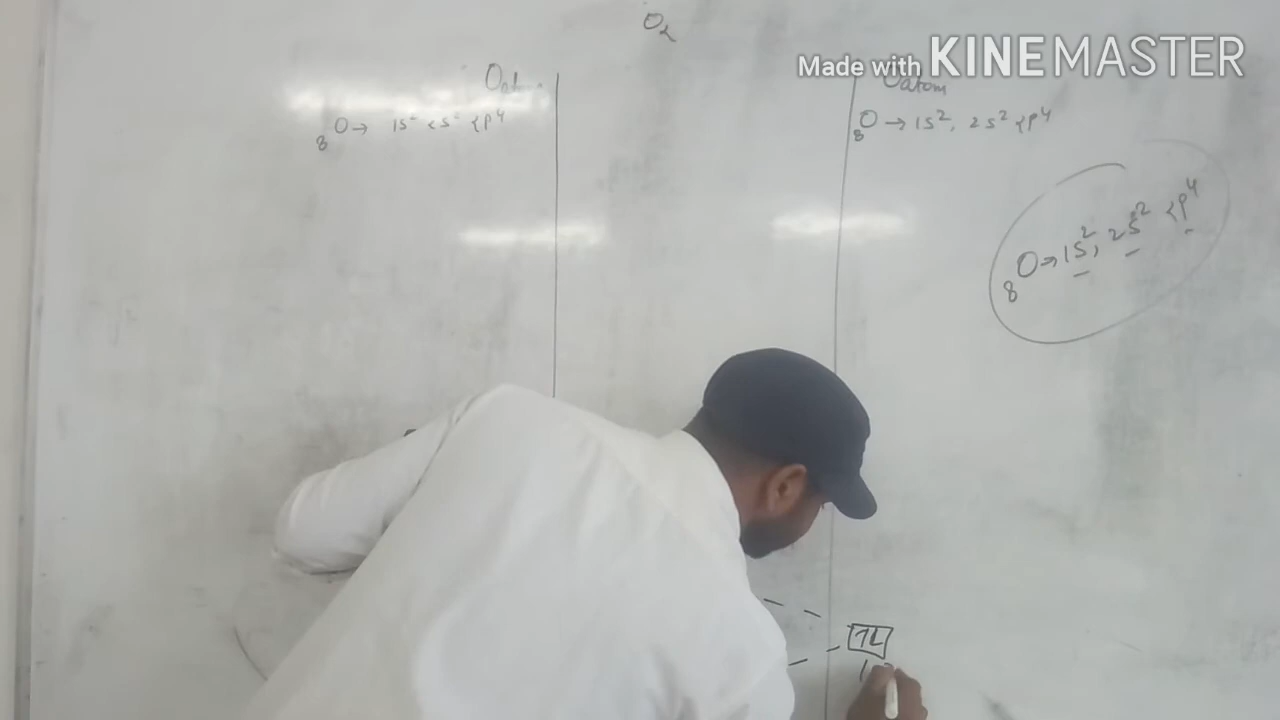 O₂
Made with KINEMASTER
O atom
₈O → 1s² 2s² 2p⁴
O atom
₈O → 1s², 2s² 2p⁴
₈O → 1s², 2s² 2p⁴
1L